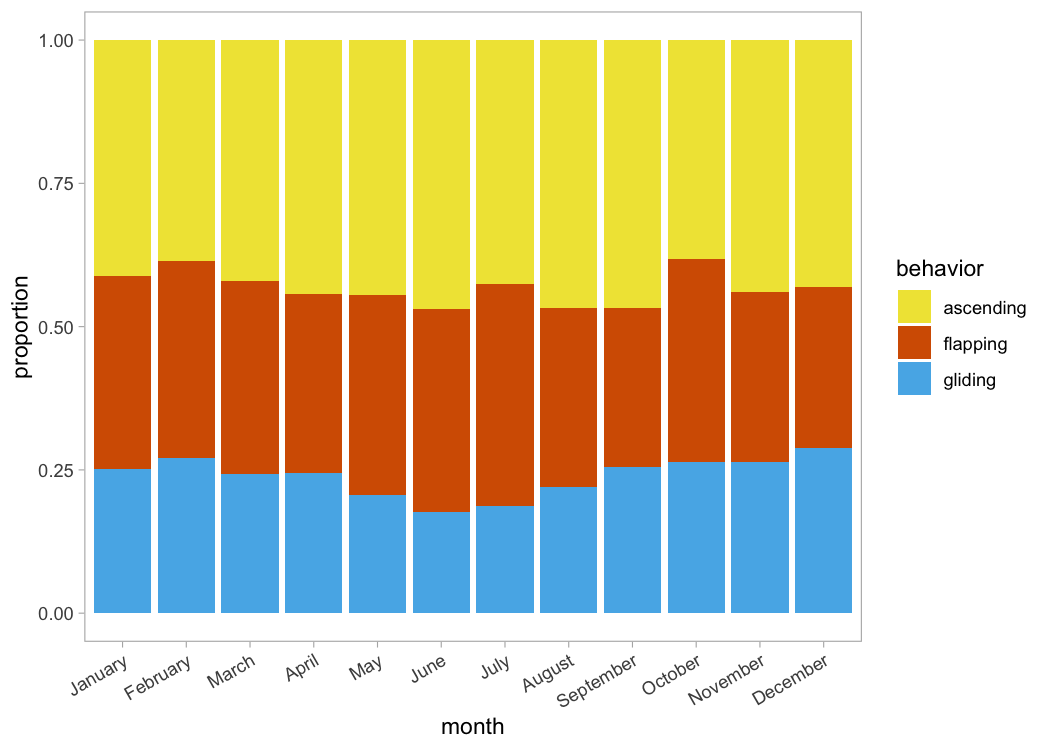 1.00
0.75
0.50
0.25
0.00
proportion
January
February
March
April
May
June
July
August
September
October
November
December
month
behavior
ascending
flapping
gliding